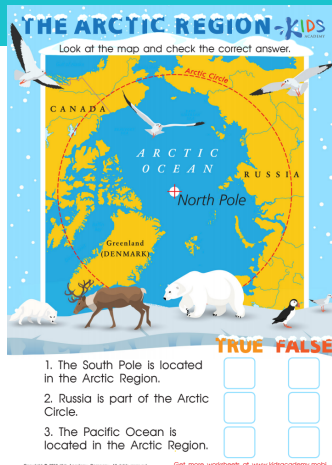 THE ARCTIC REGION - KIDS
ACADEMY
Look at the map and check the correct answer.
Arctic Circle
CANADA
ARCTIC
OCEAN
RUSSIA
North Pole
Greenland
(DENMARK)
TRUE FALSE
1. The South Pole is located
in the Arctic Region.
2. Russia is part of the Arctic
Circle.
3. The Pacific Ocean is
located in the Arctic Region.
Get more worksheets at www.kidsacademy.mobi